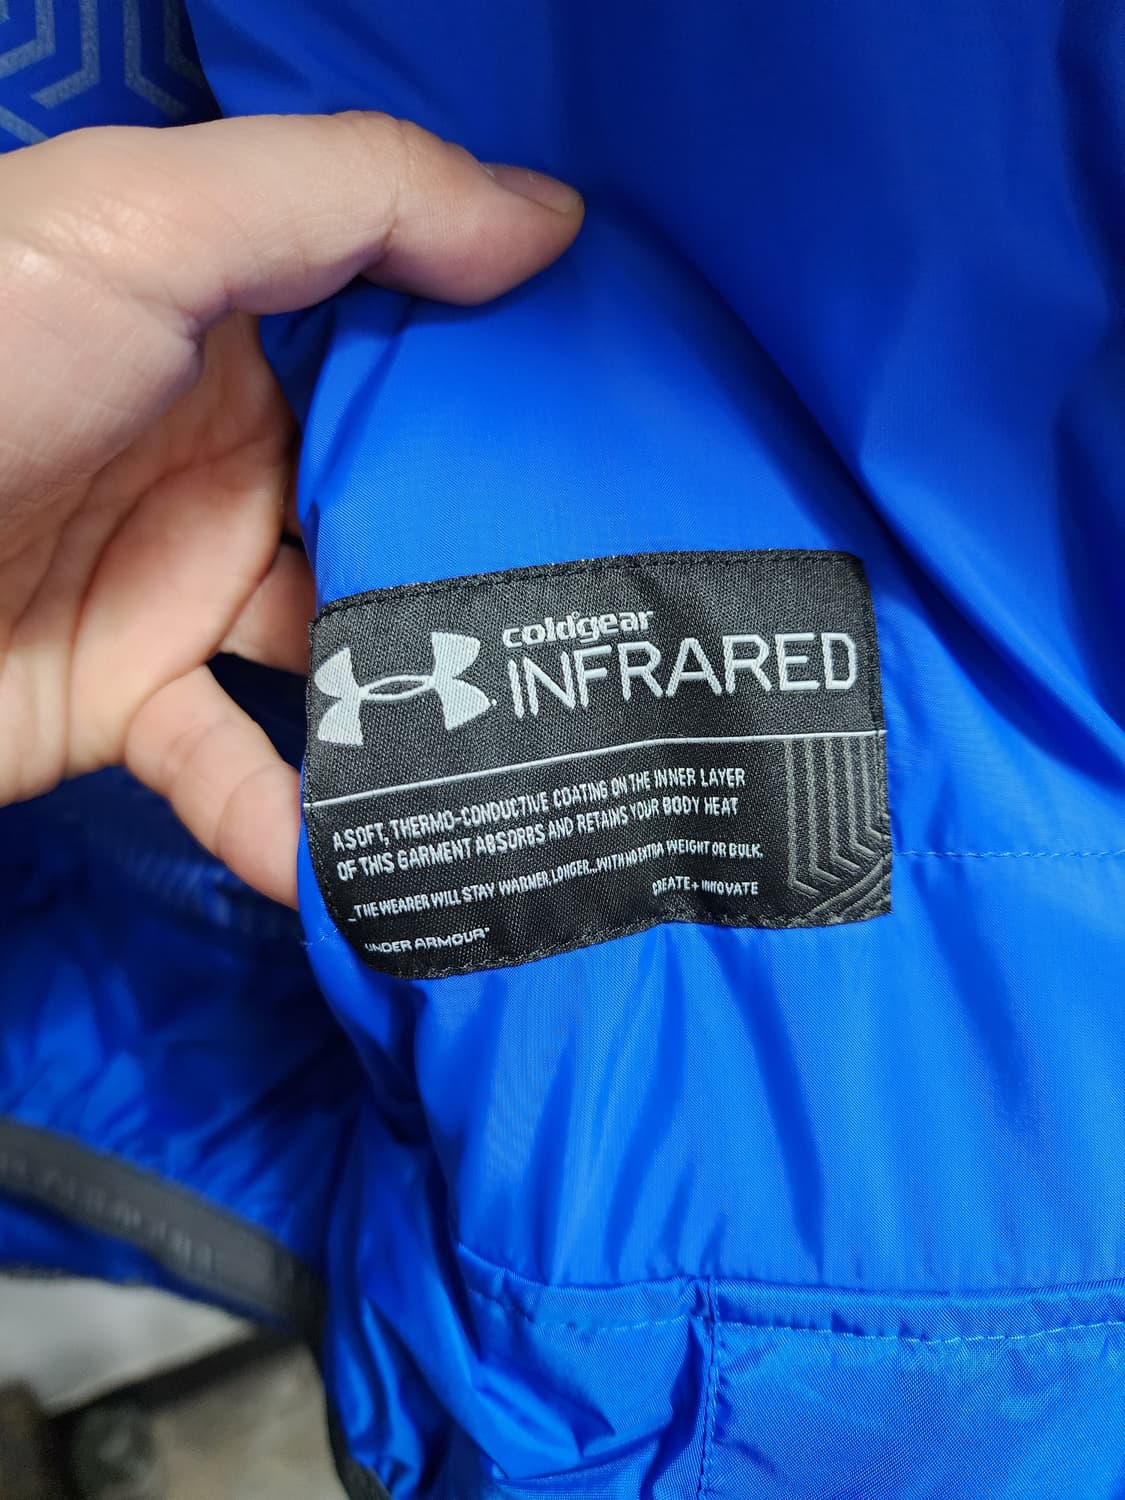 coldgear
INFRARED
A SOFT, THERMO-CONDUCTIVE COATING ON THE INNER LAYER
OF THIS GARMENT ABSORBS AND RETAINS YOUR BODY HEAT
...THE WEARER WILL STAY WARMER, LONGER...WITH NO EXTRA WEIGHT OR BULK.
CREATE + INNOVATE
UNDER ARMOUR®